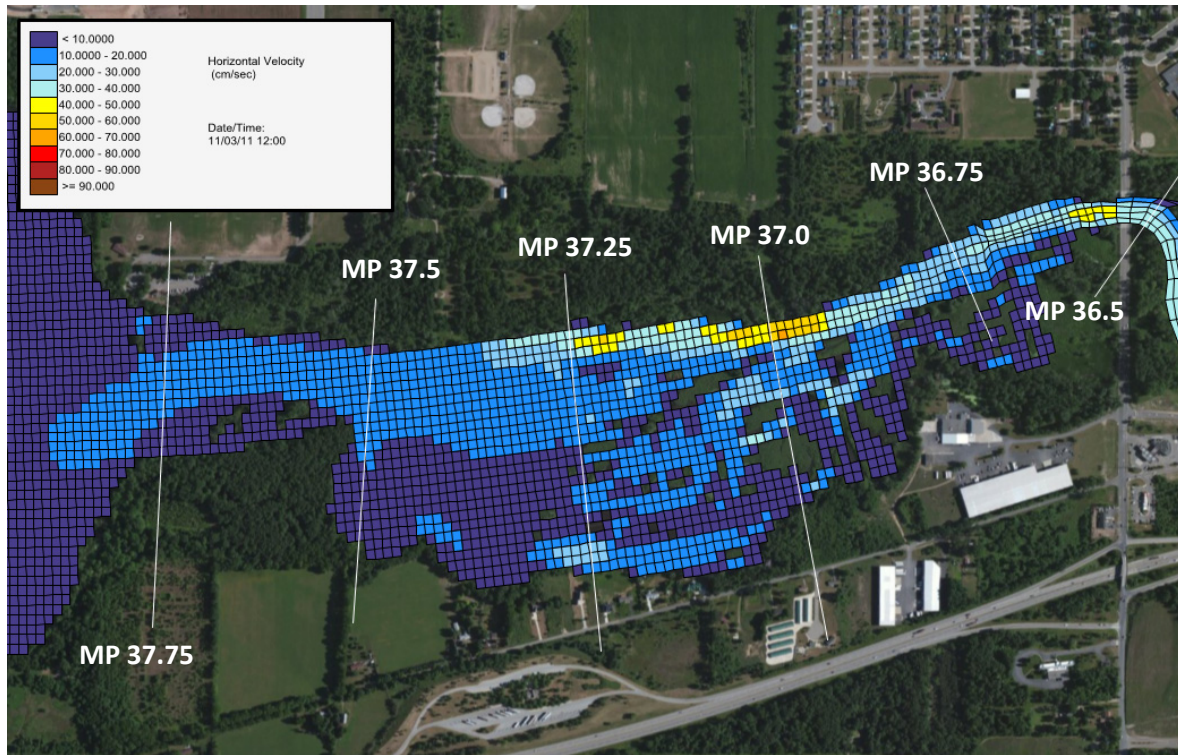 < 10.0000
10.0000 - 20.000
20.000 - 30.000
30.000 - 40.000
40.000 - 50.000
50.000 - 60.000
60.000 - 70.000
70.000 - 80.000
80.000 - 90.000
>= 90.000
Horizontal Velocity
(cm/sec)
Date/Time:
11/03/11 12:00
MP 36.75
MP 37.0
MP 37.25
MP 37.5
MP 36.5
MP 37.75